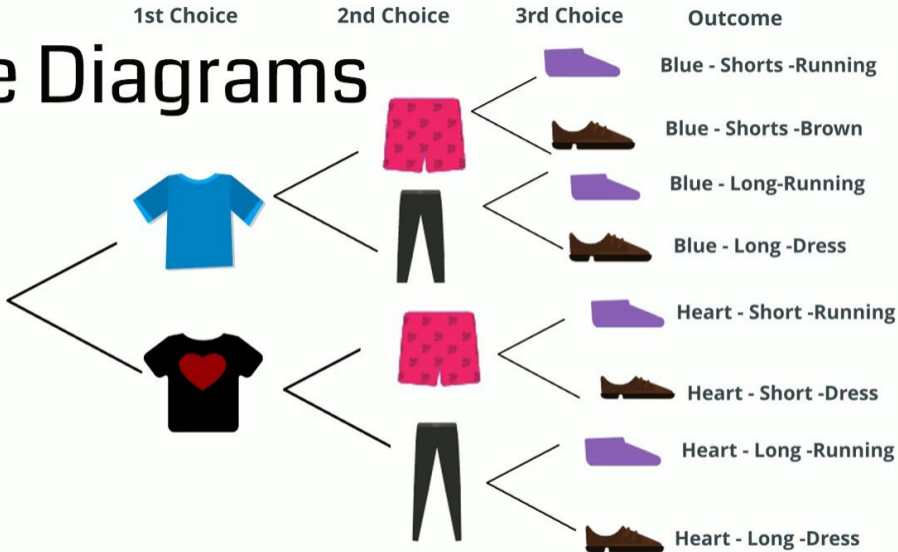 1st Choice 2nd Choice 3rd Choice Outcome
e Diagrams
Blue - Shorts -Running
Blue - Shorts -Brown
Blue - Long-Running
Blue - Long -Dress
Heart - Short -Running
Heart - Short -Dress
Heart - Long -Running
Heart - Long -Dress